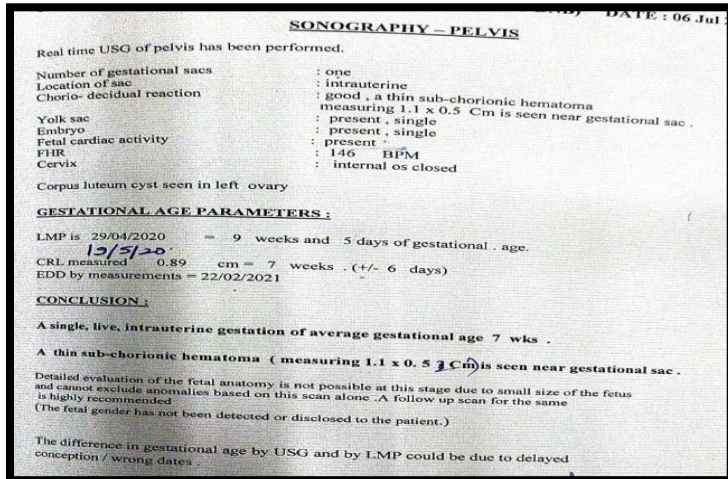 DATE : 06 Jul
SONOGRAPHY – PELVIS
Real time USG of pelvis has been performed.
Number of gestational sacs : one
Location of sac : intrauterine
Chorio- decidual reaction : good , a thin sub-chorionic hematoma
measuring 1.1 x 0.5 Cm is seen near gestational sac .
Yolk sac : present , single
Embryo : present , single
Fetal cardiac activity : present
FHR : 146 BPM
Cervix : internal os closed
Corpus luteum cyst seen in left ovary
GESTATIONAL AGE PARAMETERS :
LMP is 29/04/2020 = 9 weeks and 5 days of gestational . age.
/5/20
CRL measured 0.89 cm = 7 weeks . (+/- 6 days)
EDD by measurements = 22/02/2021
CONCLUSION :
A single, live, intrauterine gestation of average gestational age 7 wks .
A thin sub-chorionic hematoma ( measuring 1.1 x 0. 5 Cm) is seen near gestational sac .
Detailed evaluation of the fetal anatomy is not possible at this stage due to small size of the fetus
and cannot exclude anomalies based on this scan alone .A follow up scan for the same
is highly recommended
(The fetal gender has not been detected or disclosed to the patient.)
The difference in gestational age by USG and by LMP could be due to delayed
conception / wrong dates .